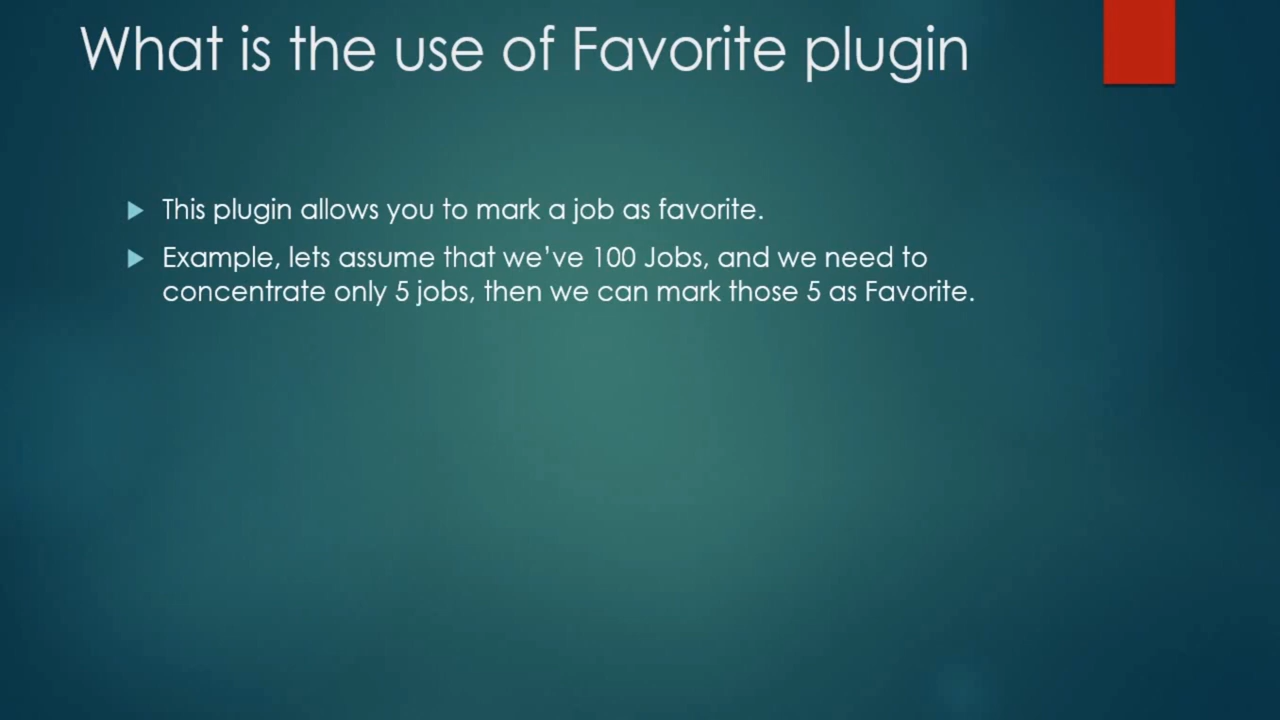 What is the use of Favorite plugin
This plugin allows you to mark a job as favorite.
Example, lets assume that we’ve 100 Jobs, and we need to
concentrate only 5 jobs, then we can mark those 5 as Favorite.